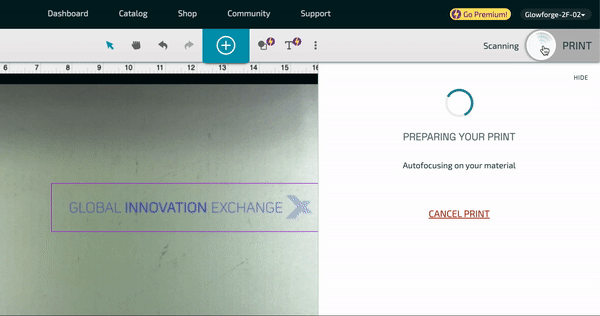 Dashboard Catalog Shop Community Support Go Premium! Glowforge-2F-02
T Scanning PRINT
6 7 8 9 10 11 12 13 14 15 16
HIDE
PREPARING YOUR PRINT
Autofocusing on your material
GLOBAL INNOVATION EXCHANGE
CANCEL PRINT